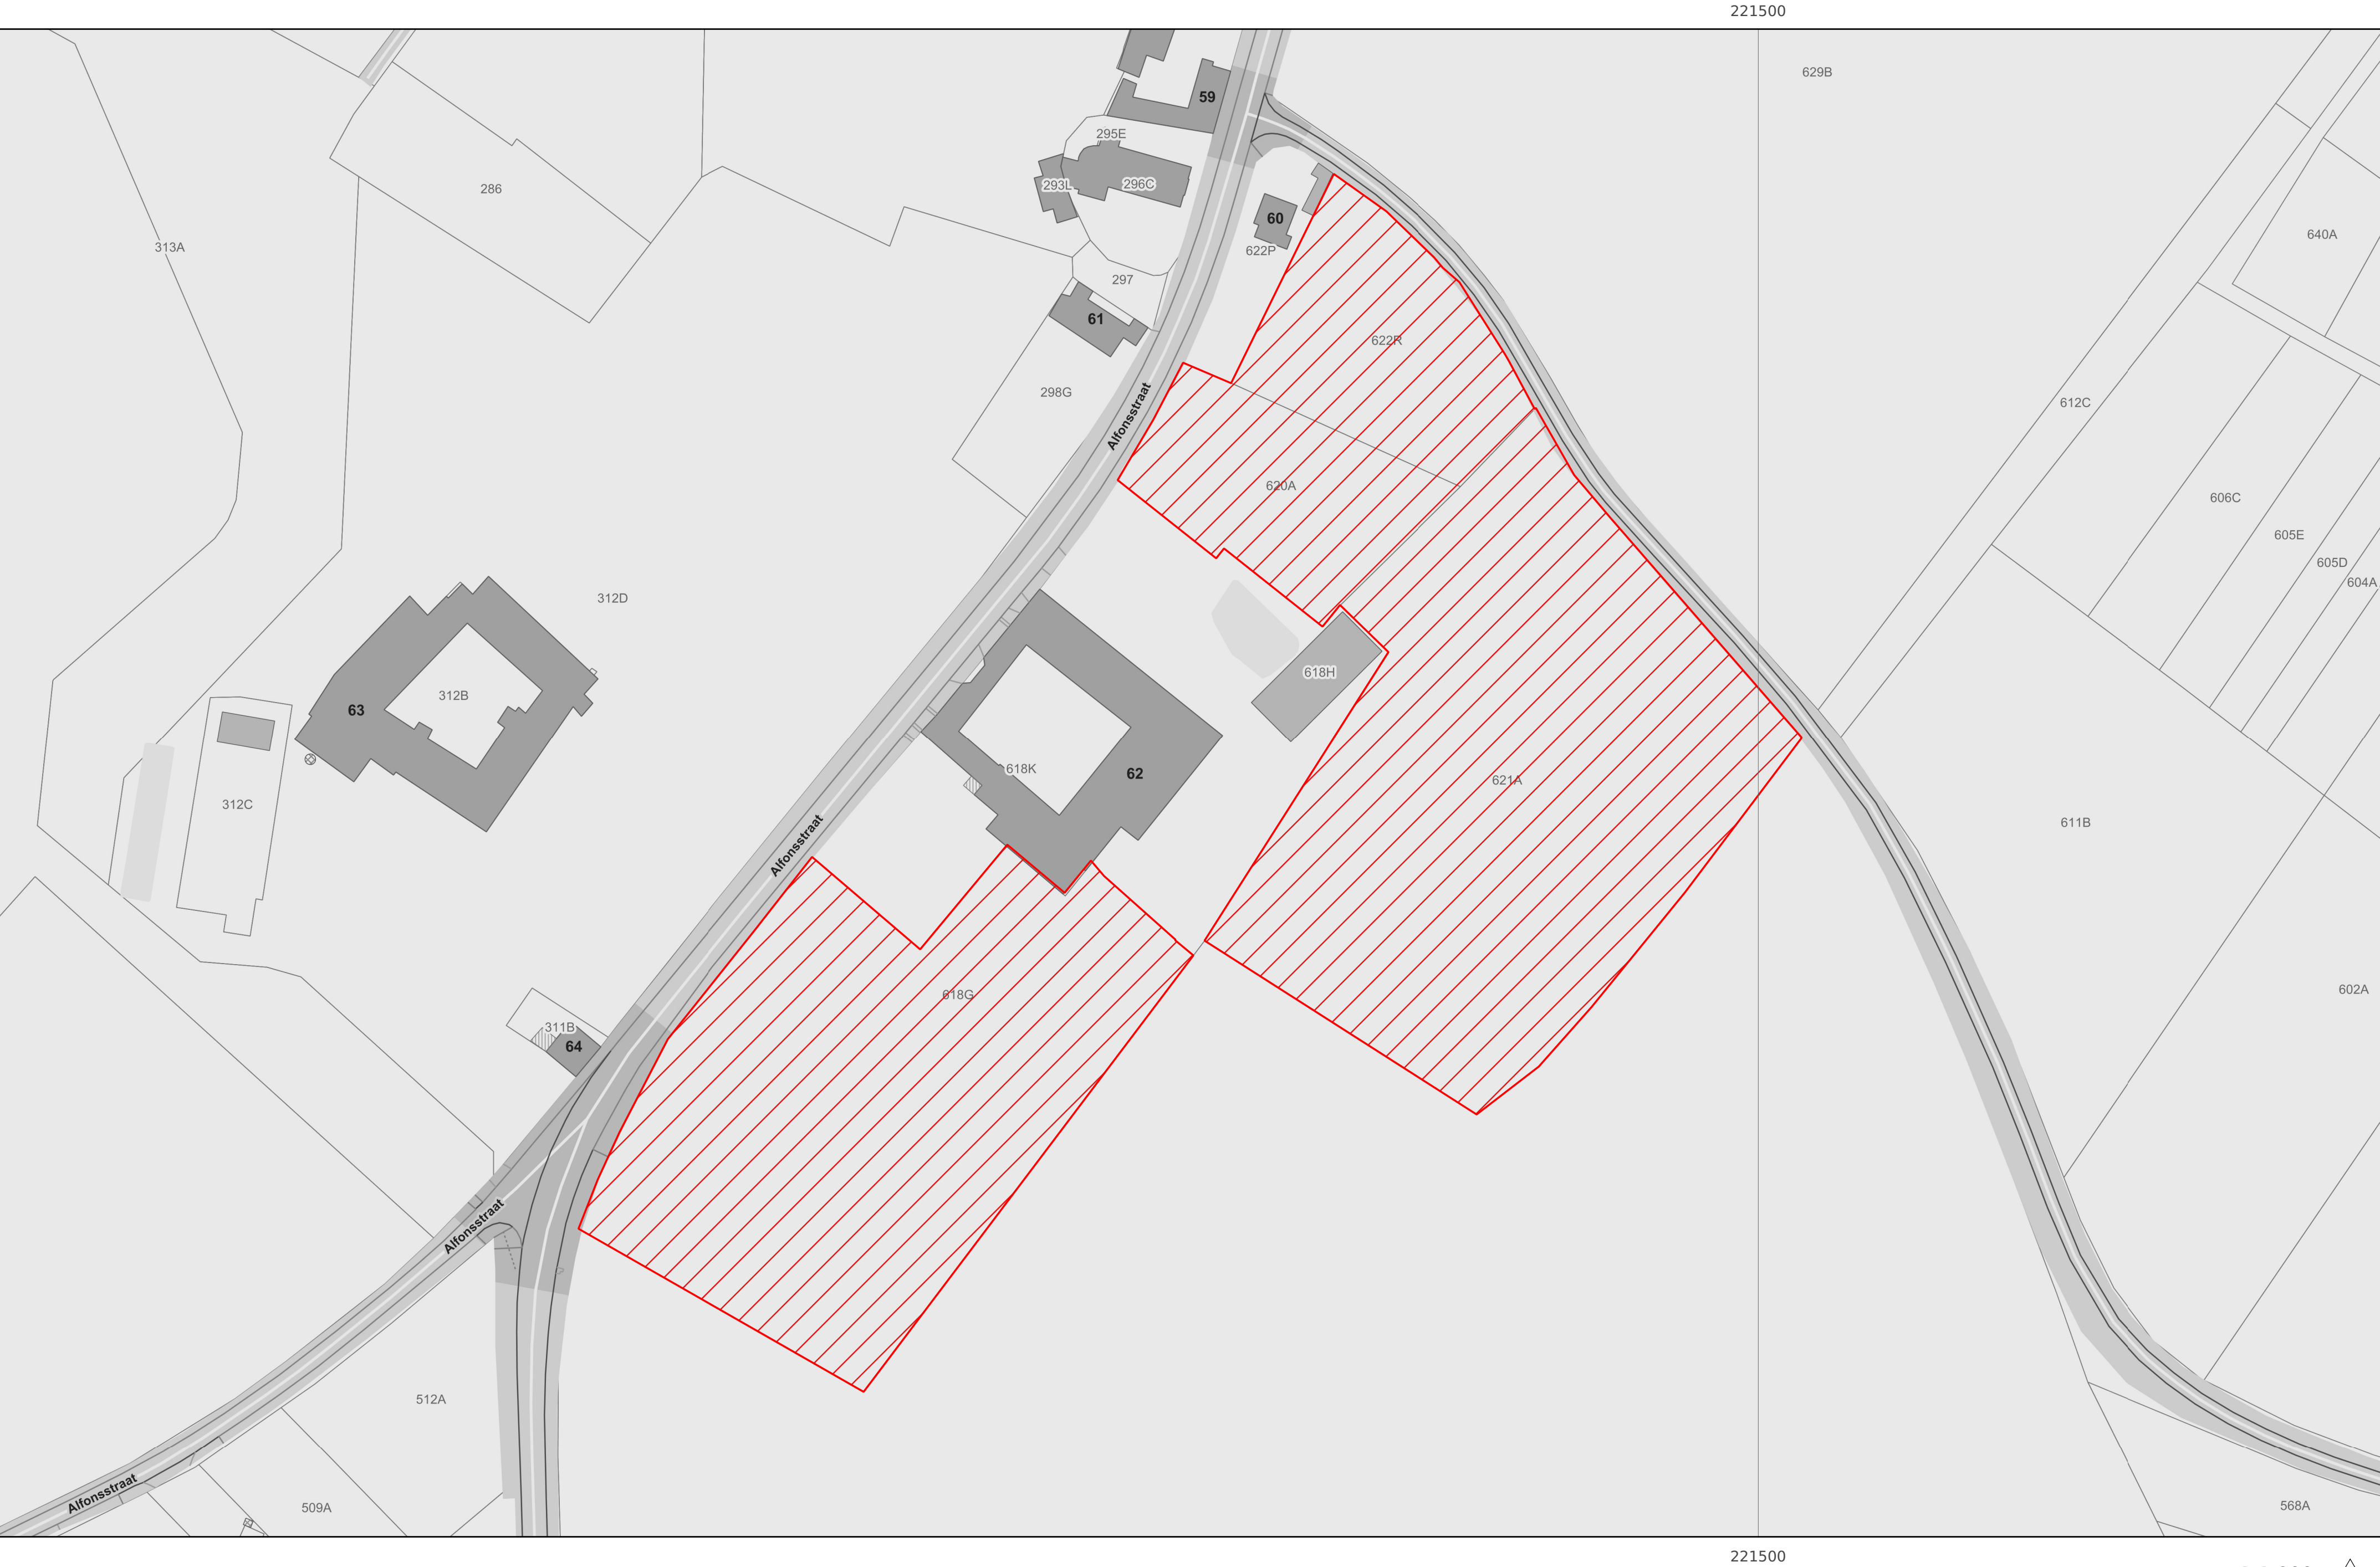 221500
629B
59
295E
286
293L
296C
60
640A
313A
622P
297
61
622R
298G
612C
Alfonsstraat
620A
606C
605E
605D
604A
312D
618H
312B
63
618K
62
621A
312C
Alfonsstraat
611B
618G
602A
311B
64
Alfonsstraat
512A
Alfonsstraat
509A
568A
221500